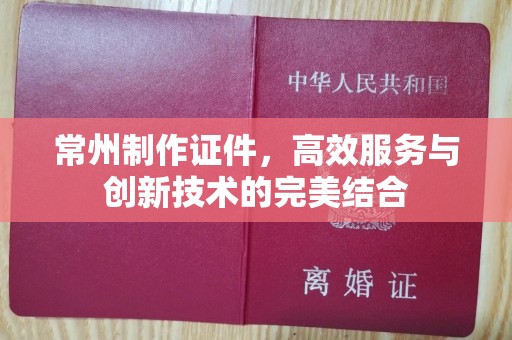 中华人民共和国
常州制作证件，高效服务与
创新技术的完美结合
离婚证